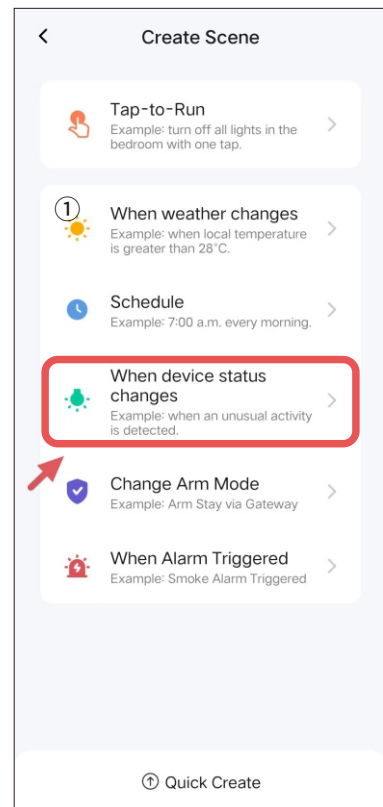 Create Scene
Tap-to-Run
Example: turn off all lights in the
bedroom with one tap.
①
When weather changes
Example: when local temperature
is greater than 28°C.
Schedule
Example: 7:00 a.m. every morning.
When device status
changes
Example: when an unusual activity
is detected.
Change Arm Mode
Example: Arm Stay via Gateway
When Alarm Triggered
Example: Smoke Alarm Triggered
Quick Create